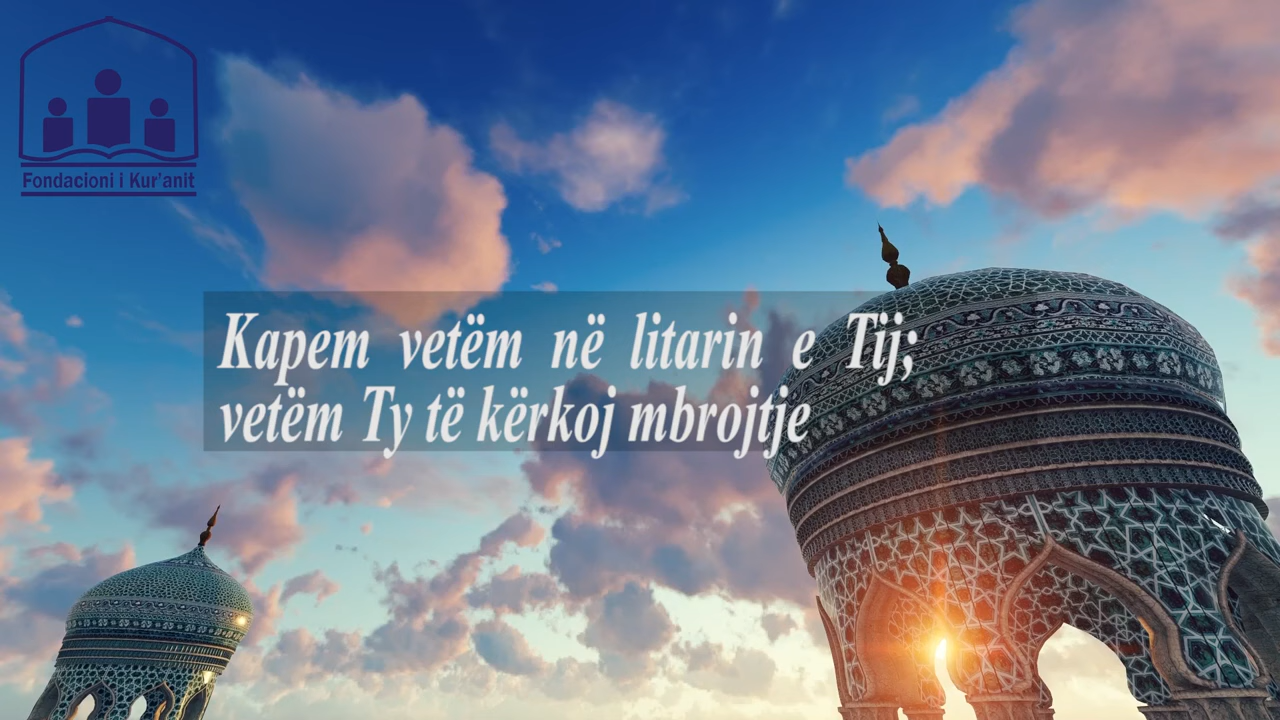 Fondacioni i Kur'anit
Kapem vetëm në litarin e Tij;
vetëm Ty të kërkoj mbrojtje